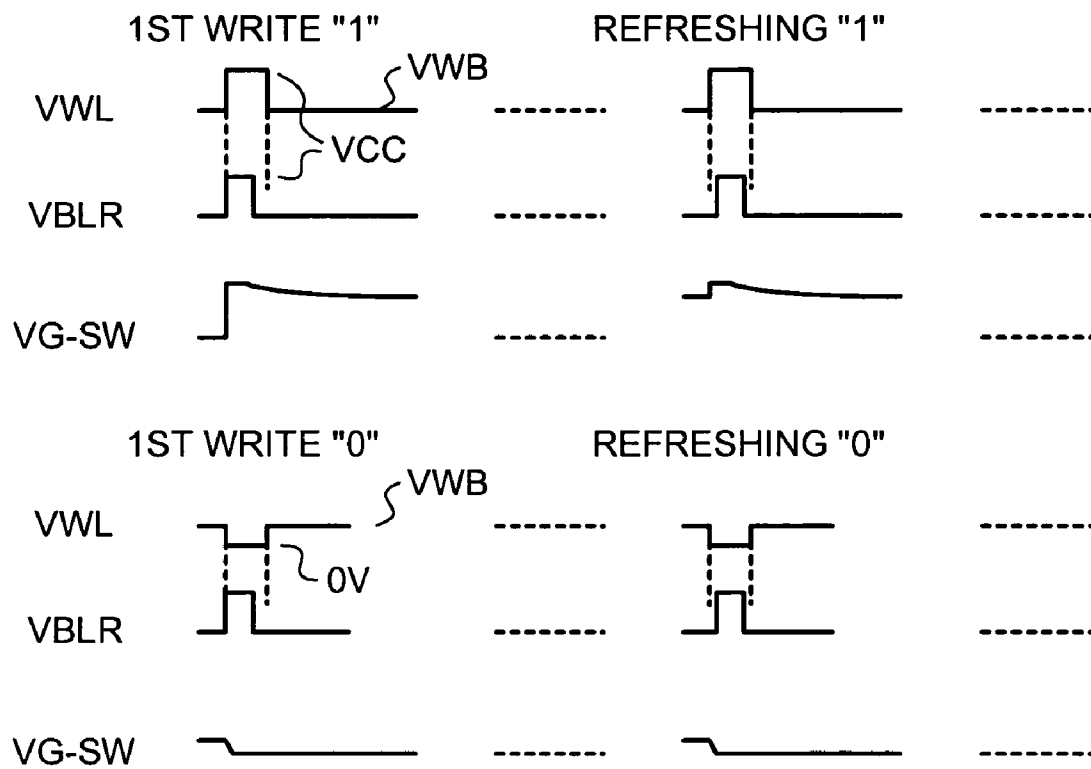 1ST WRITE "1" REFRESHING "1"
VWB
VWL
VCC
VBLR
VG-SW
1ST WRITE "0" REFRESHING "0"
VWB
VWL
0V
VBLR
VG-SW